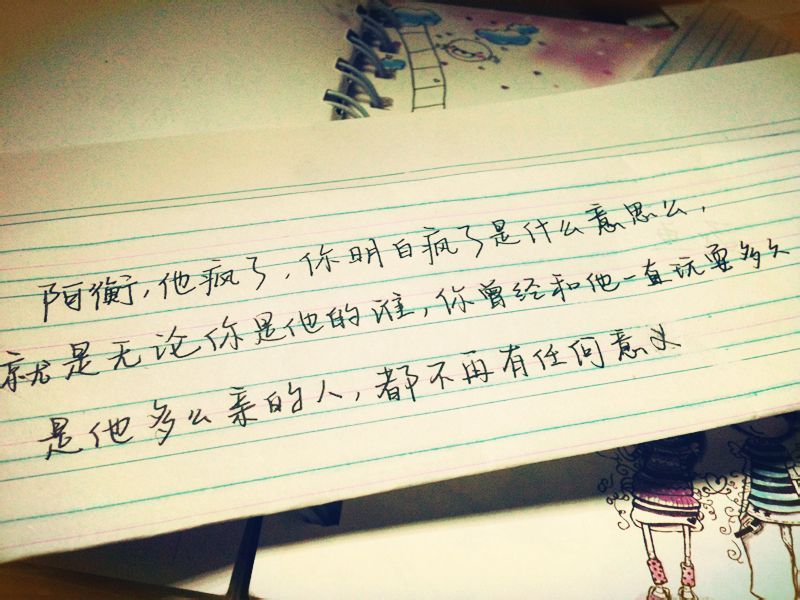 陌衡，他疯了，你明白疯了是什么意思么，
就是无论你是他的谁，你曾经和他一直玩耍多久
是他多么亲的人，都不再有任何意义